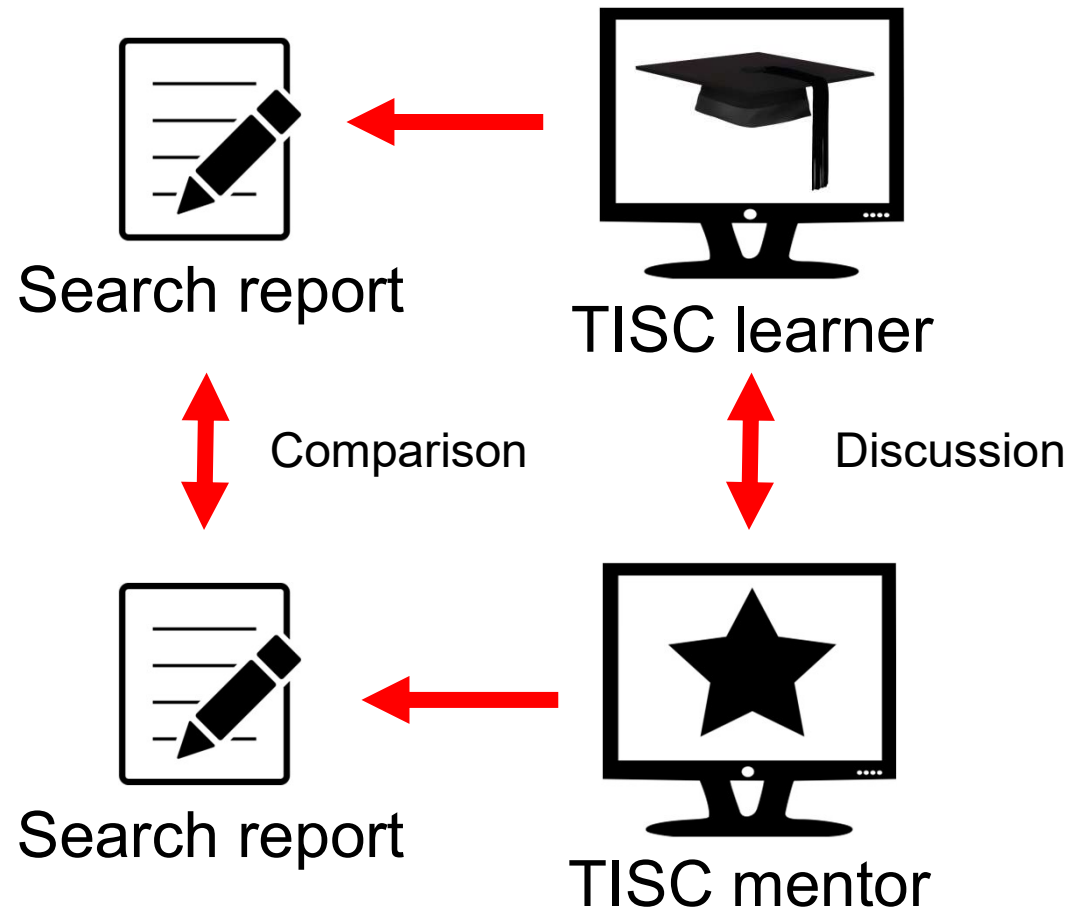 Search report
TISC learner
Comparison
Discussion
Search report
TISC mentor